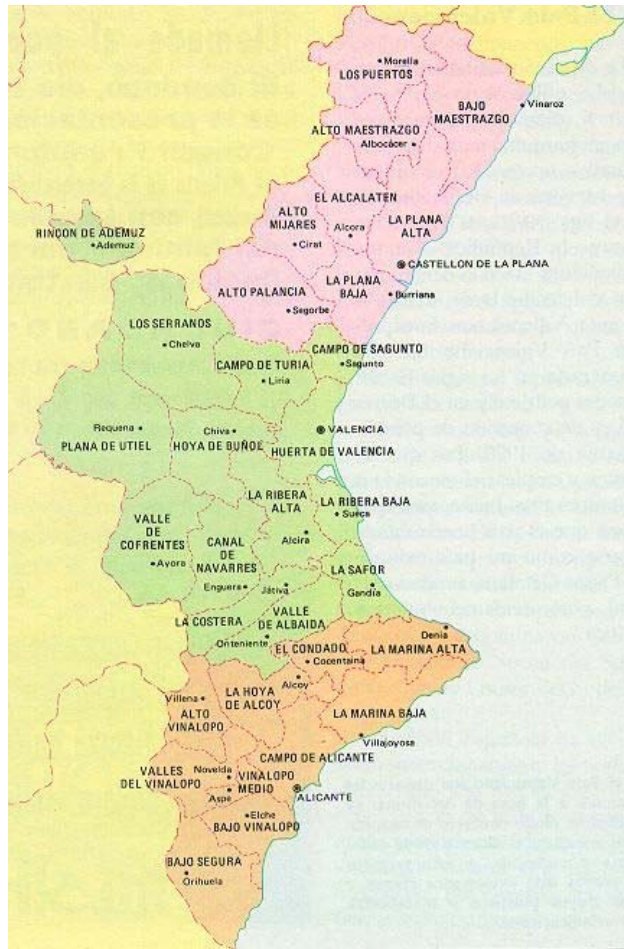 Morella
LOS PUERTOS
BAJO
MAESTRAZGO
Vinaroz
ALTO MAESTRAZGO
Albocácer
EL ALCALATEN
ALTO
MIJARES
Alcora
LA PLANA
ALTA
Cirat
RINÇON DE ADEMUZ
Ademuz
CASTELLON DE LA PLANA
ALTO PALANCIA
LA PLANA
BAJA
Burriana
Segorbe
LOS SERRANOS
Chelva
CAMPO DE SAGUNTO
Sagunto
CAMPO DE TURIA
Liria
Requena
PLANA DE UTIEL
Chiva
HOYA DE BUÑOL
VALENCIA
HUERTA DE VALENCIA
LA RIBERA
ALTA
LA RIBERA BAJA
Sueca
VALLE
DE
COFRENTES
Ayora
CANAL
DE
NAVARRES
Alcira
Enguera
Játiva
LA SAFOR
Gandía
LA COSTERA
VALLE
DE ALBAIDA
Onteniente
EL CONDADO
Cocentaina
Denia
LA MARINA ALTA
Villena
ALTO
VINALOPO
LA HOYA
DE ALCOY
Alcoy
LA MARINA BAJA
Villajoyosa
CAMPO DE ALICANTE
VALLES
DEL VINALOPO
Novelda
VINALOPO
MEDIO
Aspe
ALICANTE
Elche
BAJO VINALOPO
BAJO SEGURA
Orihuela